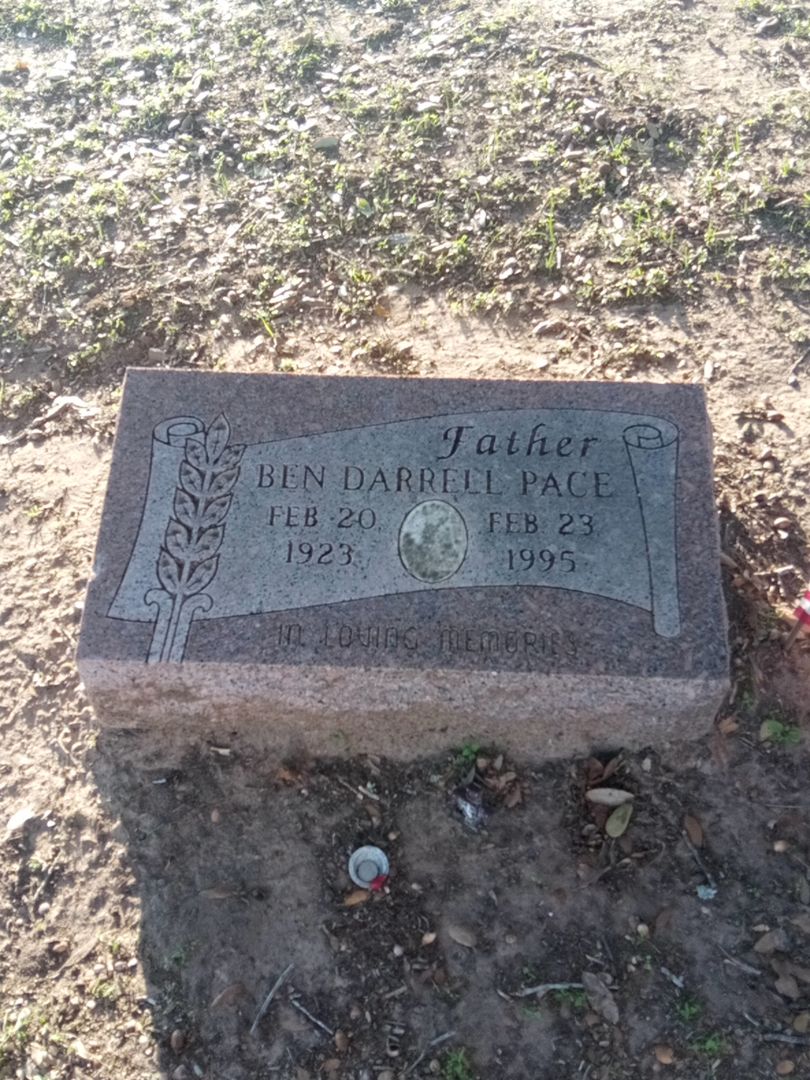 Father
BEN DARRELL PACE
FEB 20 FEB 23
1923 1995
IN LOVING MEMORIES